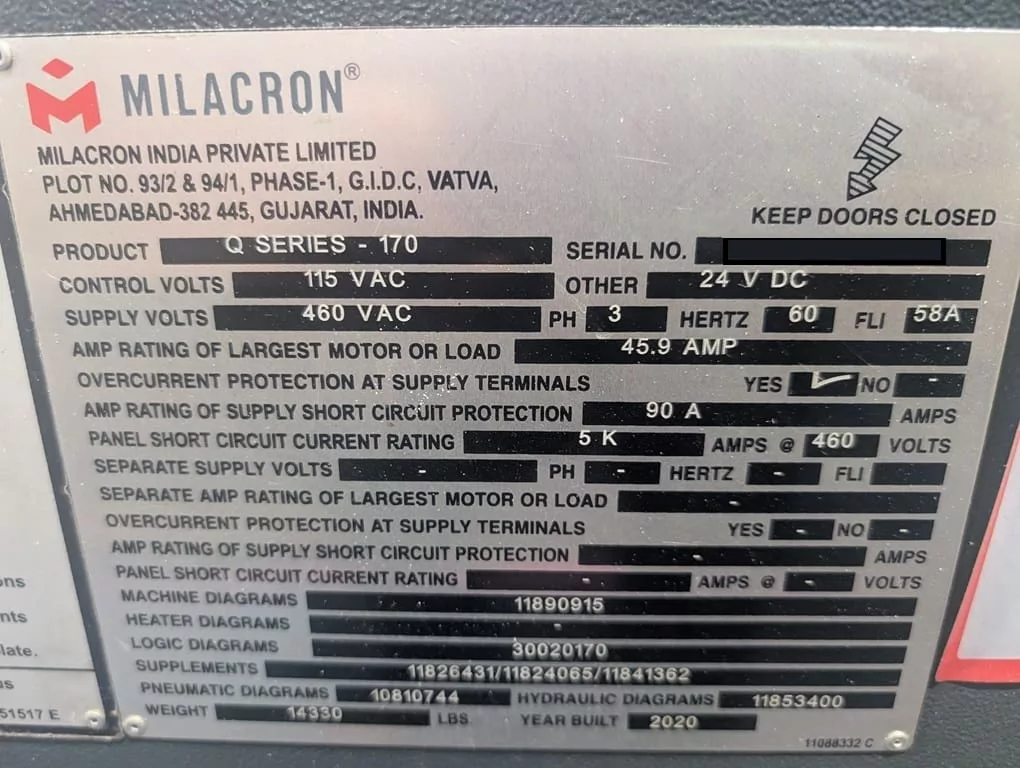 MILACRON®
MILACRON INDIA PRIVATE LIMITED
PLOT NO. 93/2 & 94/1, PHASE-1, G.I.D.C, VATVA,
AHMEDABAD-382 445, GUJARAT, INDIA.
KEEP DOORS CLOSED
PRODUCT Q SERIES - 170 SERIAL NO.
CONTROL VOLTS 115 VAC OTHER 24 V DC
SUPPLY VOLTS 460 VAC PH 3 HERTZ 60 FLI 58A
AMP RATING OF LARGEST MOTOR OR LOAD 45.9 AMP
OVERCURRENT PROTECTION AT SUPPLY TERMINALS YES ✓ NO -
AMP RATING OF SUPPLY SHORT CIRCUIT PROTECTION 90 A AMPS
PANEL SHORT CIRCUIT CURRENT RATING 5 K AMPS @ 460 VOLTS
SEPARATE SUPPLY VOLTS - PH - HERTZ - FLI -
SEPARATE AMP RATING OF LARGEST MOTOR OR LOAD -
OVERCURRENT PROTECTION AT SUPPLY TERMINALS YES - NO -
AMP RATING OF SUPPLY SHORT CIRCUIT PROTECTION - AMPS
PANEL SHORT CIRCUIT CURRENT RATING - AMPS @ - VOLTS
MACHINE DIAGRAMS 11890915
HEATER DIAGRAMS -
LOGIC DIAGRAMS 30020170
SUPPLEMENTS 11826431/11824065/11841362
PNEUMATIC DIAGRAMS 10810744 HYDRAULIC DIAGRAMS 11853400
WEIGHT 14330 LBS. YEAR BUILT 2020
11088332 C
51517 E